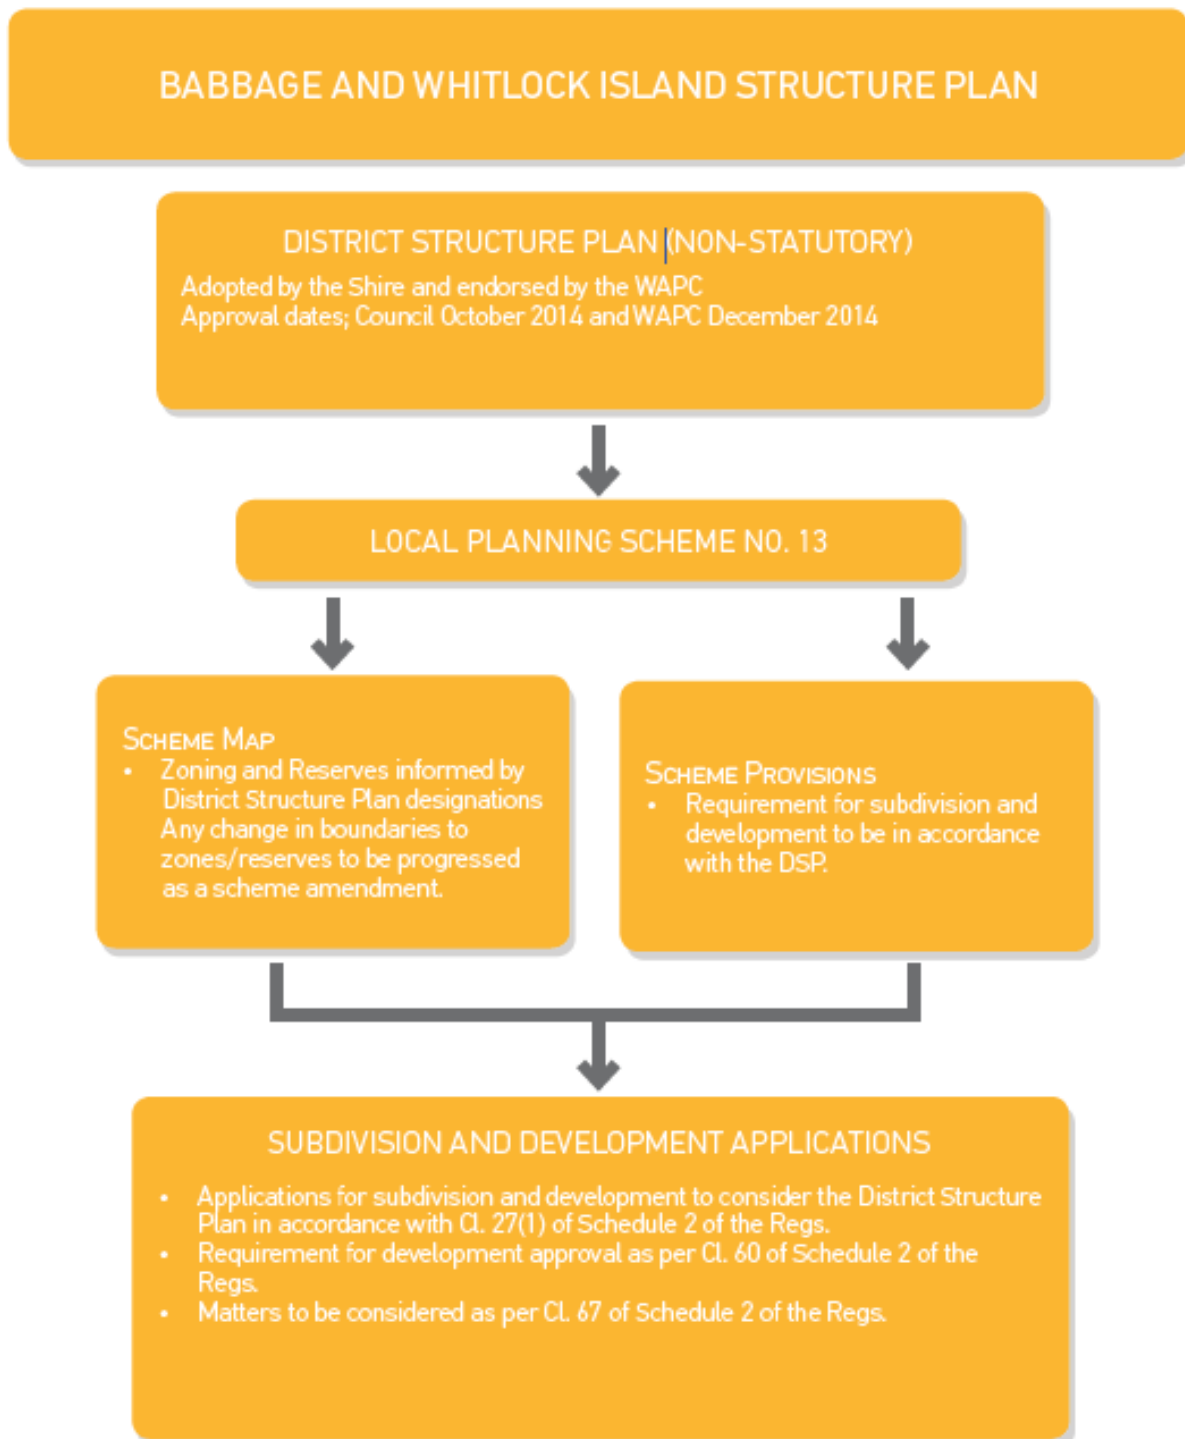 BABBAGE AND WHITLOCK ISLAND STRUCTURE PLAN
DISTRICT STRUCTURE PLAN (NON-STATUTORY)
Adopted by the Shire and endorsed by the WAPC
Approval dates; Council October 2014 and WAPC December 2014
LOCAL PLANNING SCHEME NO. 13
SCHEME MAP
• Zoning and Reserves informed by
District Structure Plan designations
Any change in boundaries to
zones/reserves to be progressed
as a scheme amendment.
SCHEME PROVISIONS
• Requirement for subdivision and
development to be in accordance
with the DSP.
SUBDIVISION AND DEVELOPMENT APPLICATIONS
• Applications for subdivision and development to consider the District Structure
Plan in accordance with Cl. 27(1) of Schedule 2 of the Regs.
• Requirement for development approval as per Cl. 60 of Schedule 2 of the
Regs.
• Matters to be considered as per Cl. 67 of Schedule 2 of the Regs.